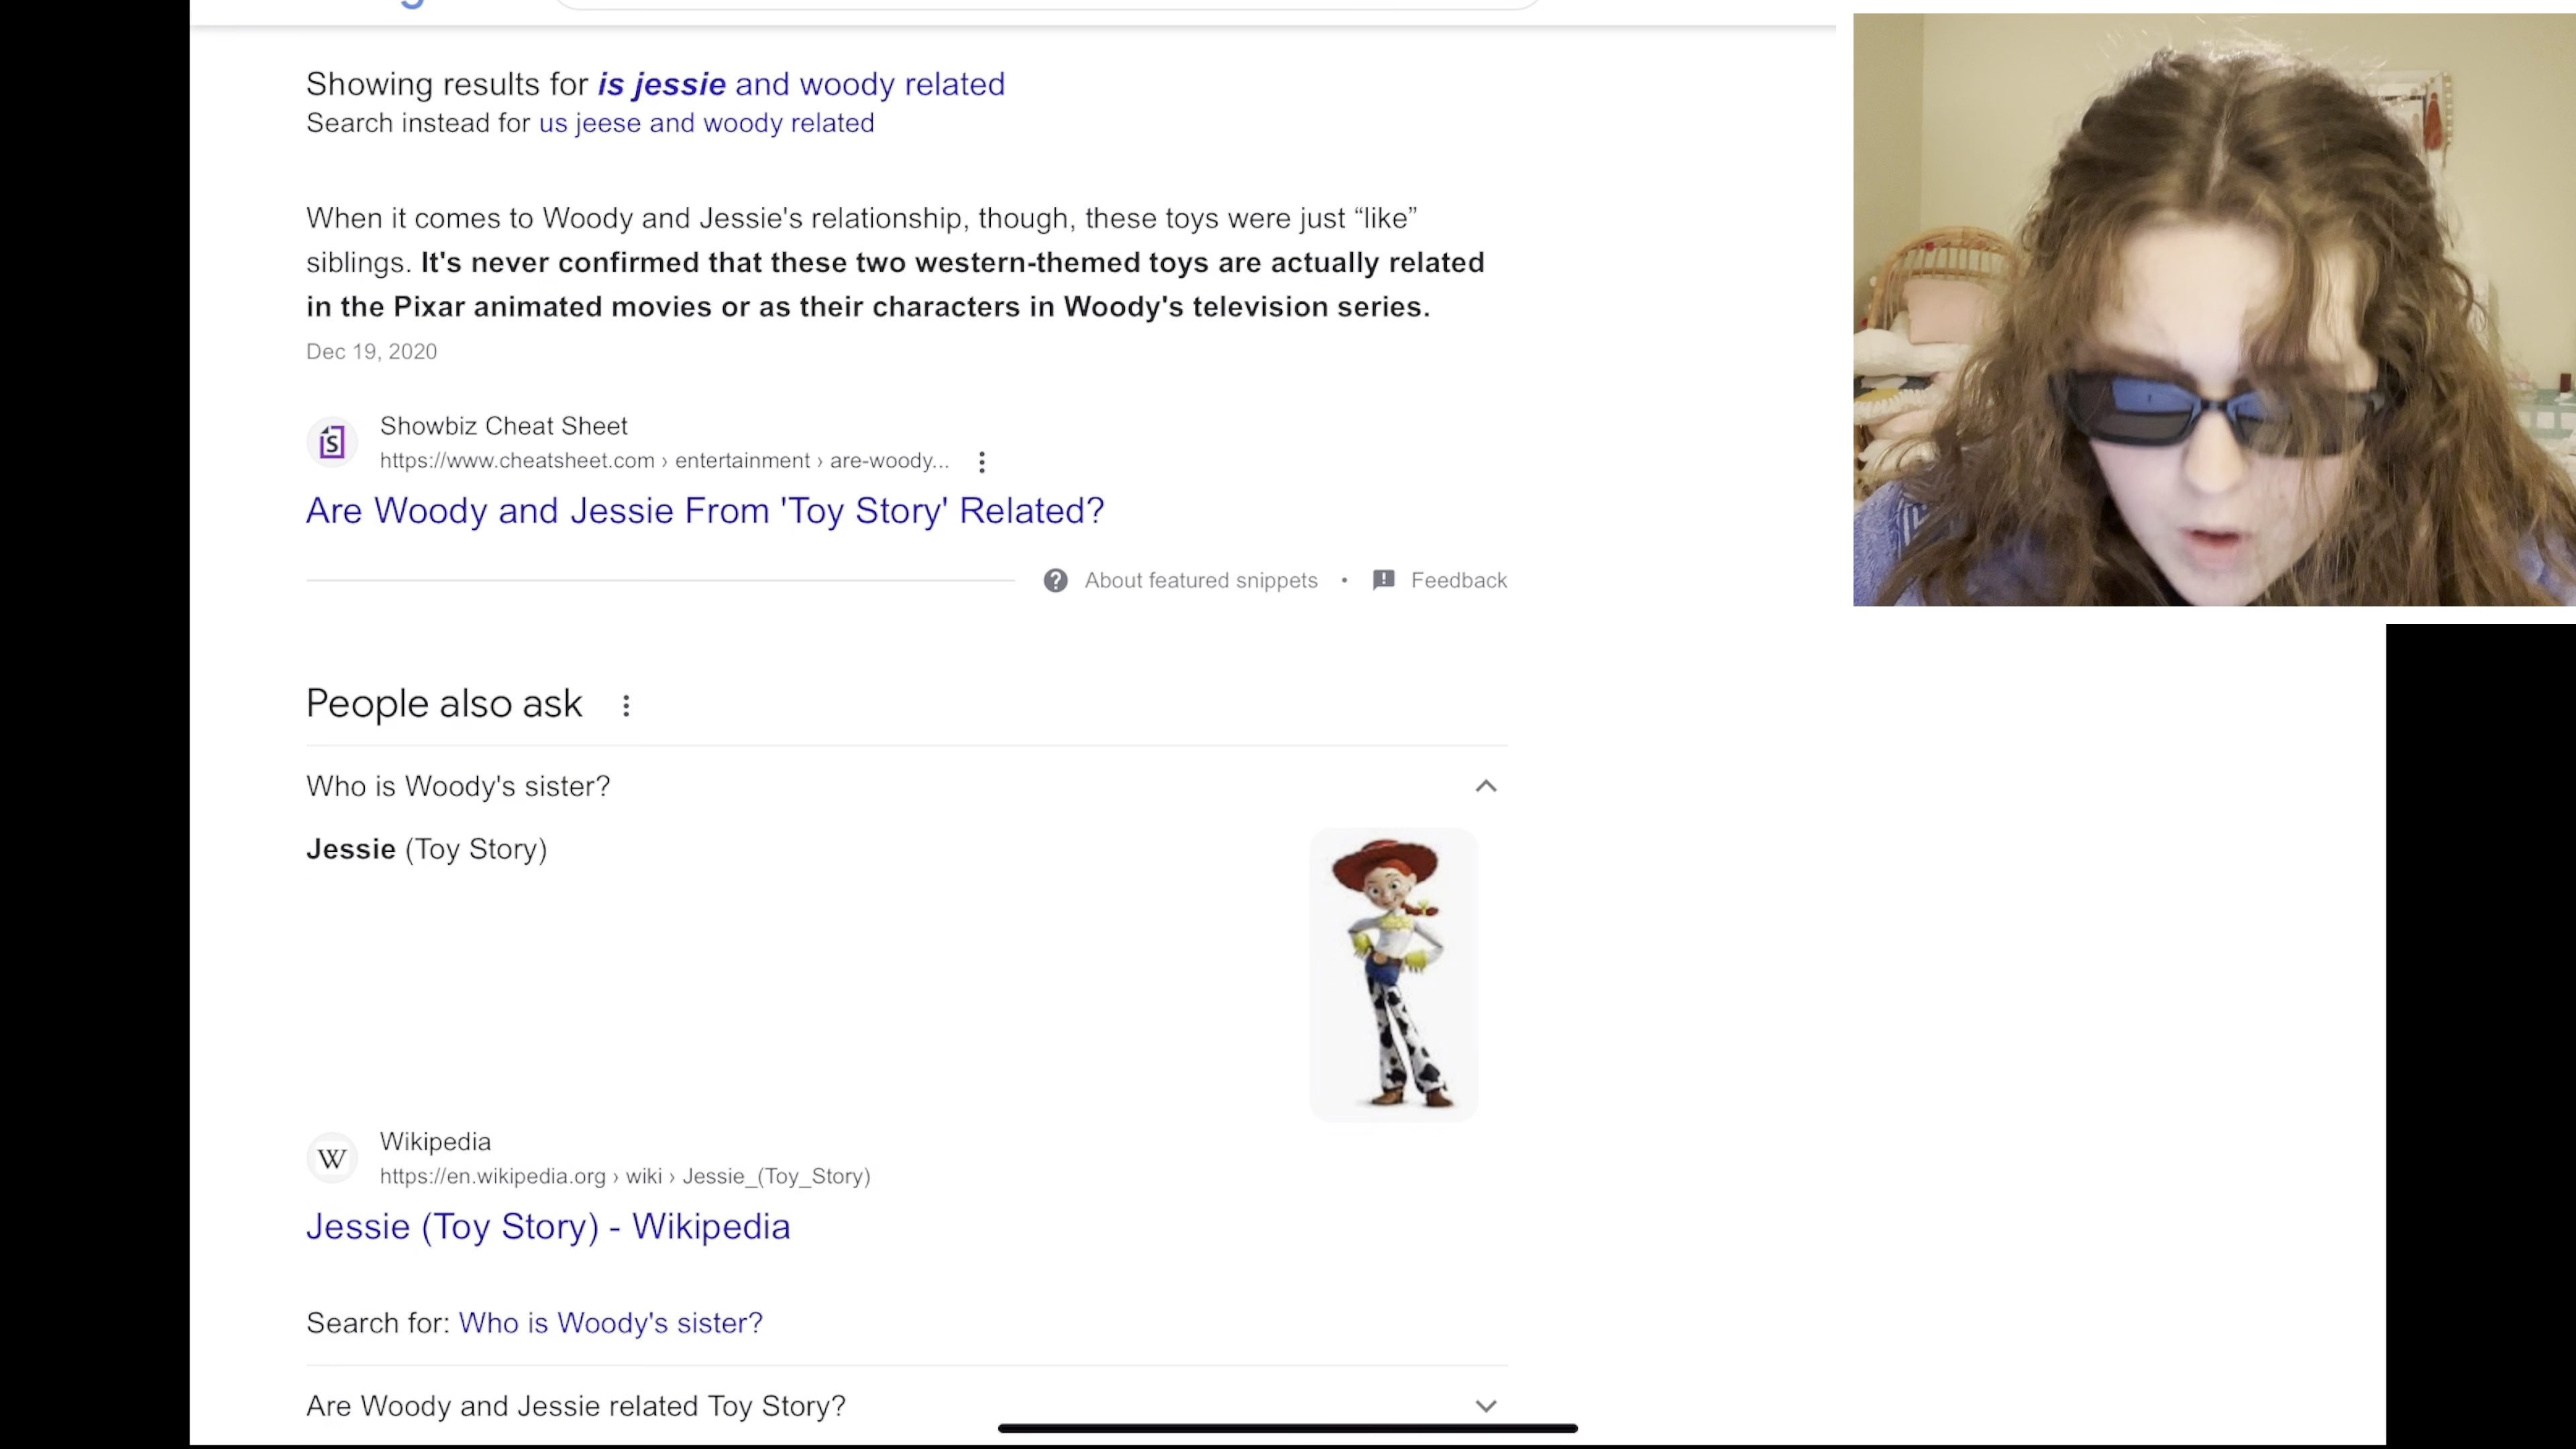 Showing results for is jessie and woody related
Search instead for us jeese and woody related
When it comes to Woody and Jessie's relationship, though, these toys were just “like”
siblings. It's never confirmed that these two western-themed toys are actually related
in the Pixar animated movies or as their characters in Woody's television series.
Dec 19, 2020
Showbiz Cheat Sheet
https://www.cheatsheet.com › entertainment › are-woody...
Are Woody and Jessie From 'Toy Story' Related?
About featured snippets • Feedback
People also ask
Who is Woody's sister?
Jessie (Toy Story)
Wikipedia
https://en.wikipedia.org › wiki › Jessie_(Toy_Story)
Jessie (Toy Story) - Wikipedia
Search for: Who is Woody's sister?
Are Woody and Jessie related Toy Story?